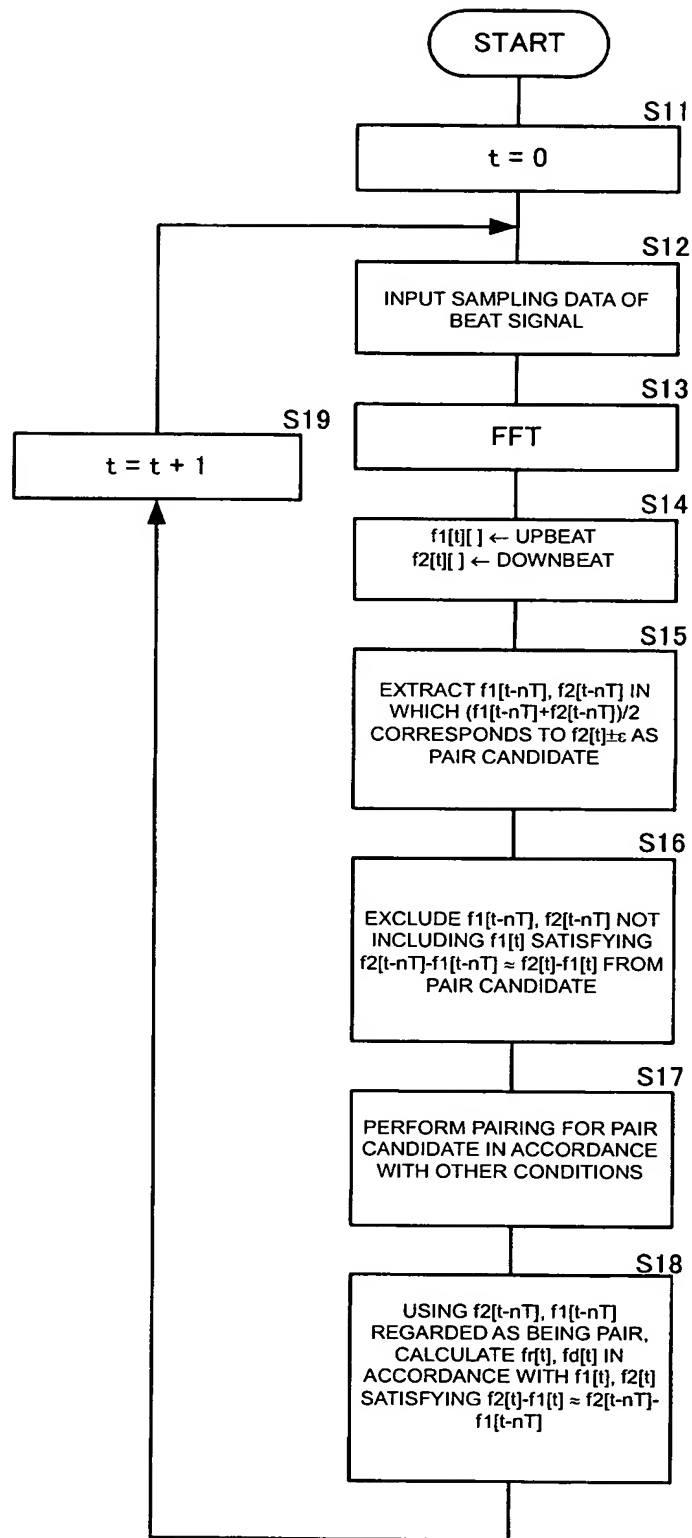 START
S11
t = 0
S12
INPUT SAMPLING DATA OF
BEAT SIGNAL
S13
FFT
S19
t = t + 1
S14
f1[t][ ] ← UPBEAT
f2[t][ ] ← DOWNBEAT
S15
EXTRACT f1[t-nT], f2[t-nT] IN
WHICH (f1[t-nT]+f2[t-nT])/2
CORRESPONDS TO f2[t]±ε AS
PAIR CANDIDATE
S16
EXCLUDE f1[t-nT], f2[t-nT] NOT
INCLUDING f1[t] SATISFYING
f2[t-nT]-f1[t-nT] ≈ f2[t]-f1[t] FROM
PAIR CANDIDATE
S17
PERFORM PAIRING FOR PAIR
CANDIDATE IN ACCORDANCE
WITH OTHER CONDITIONS
S18
USING f2[t-nT], f1[t-nT]
REGARDED AS BEING PAIR,
CALCULATE fr[t], fd[t] IN
ACCORDANCE WITH f1[t], f2[t]
SATISFYING f2[t]-f1[t] ≈ f2[t-nT]-
f1[t-nT]